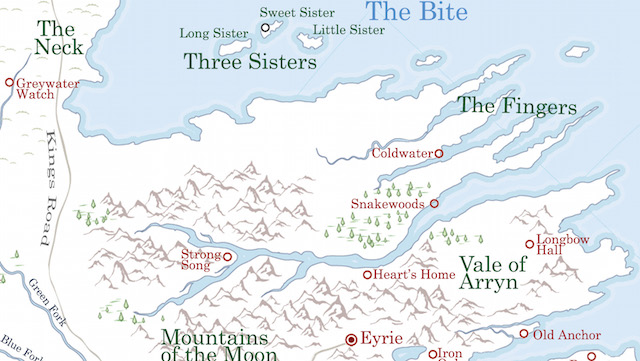 Sweet Sister
The Bite
The
Neck
Long Sister
Little Sister
Three Sisters
Greywater
Watch
The Fingers
Kings Road
Coldwater
Snakewoods
Longbow
Hall
Strong
Song
Heart's Home
Vale of
Arryn
Green Fork
Blue Fork
Mountains
of the Moon
Eyrie
Old Anchor
Iron